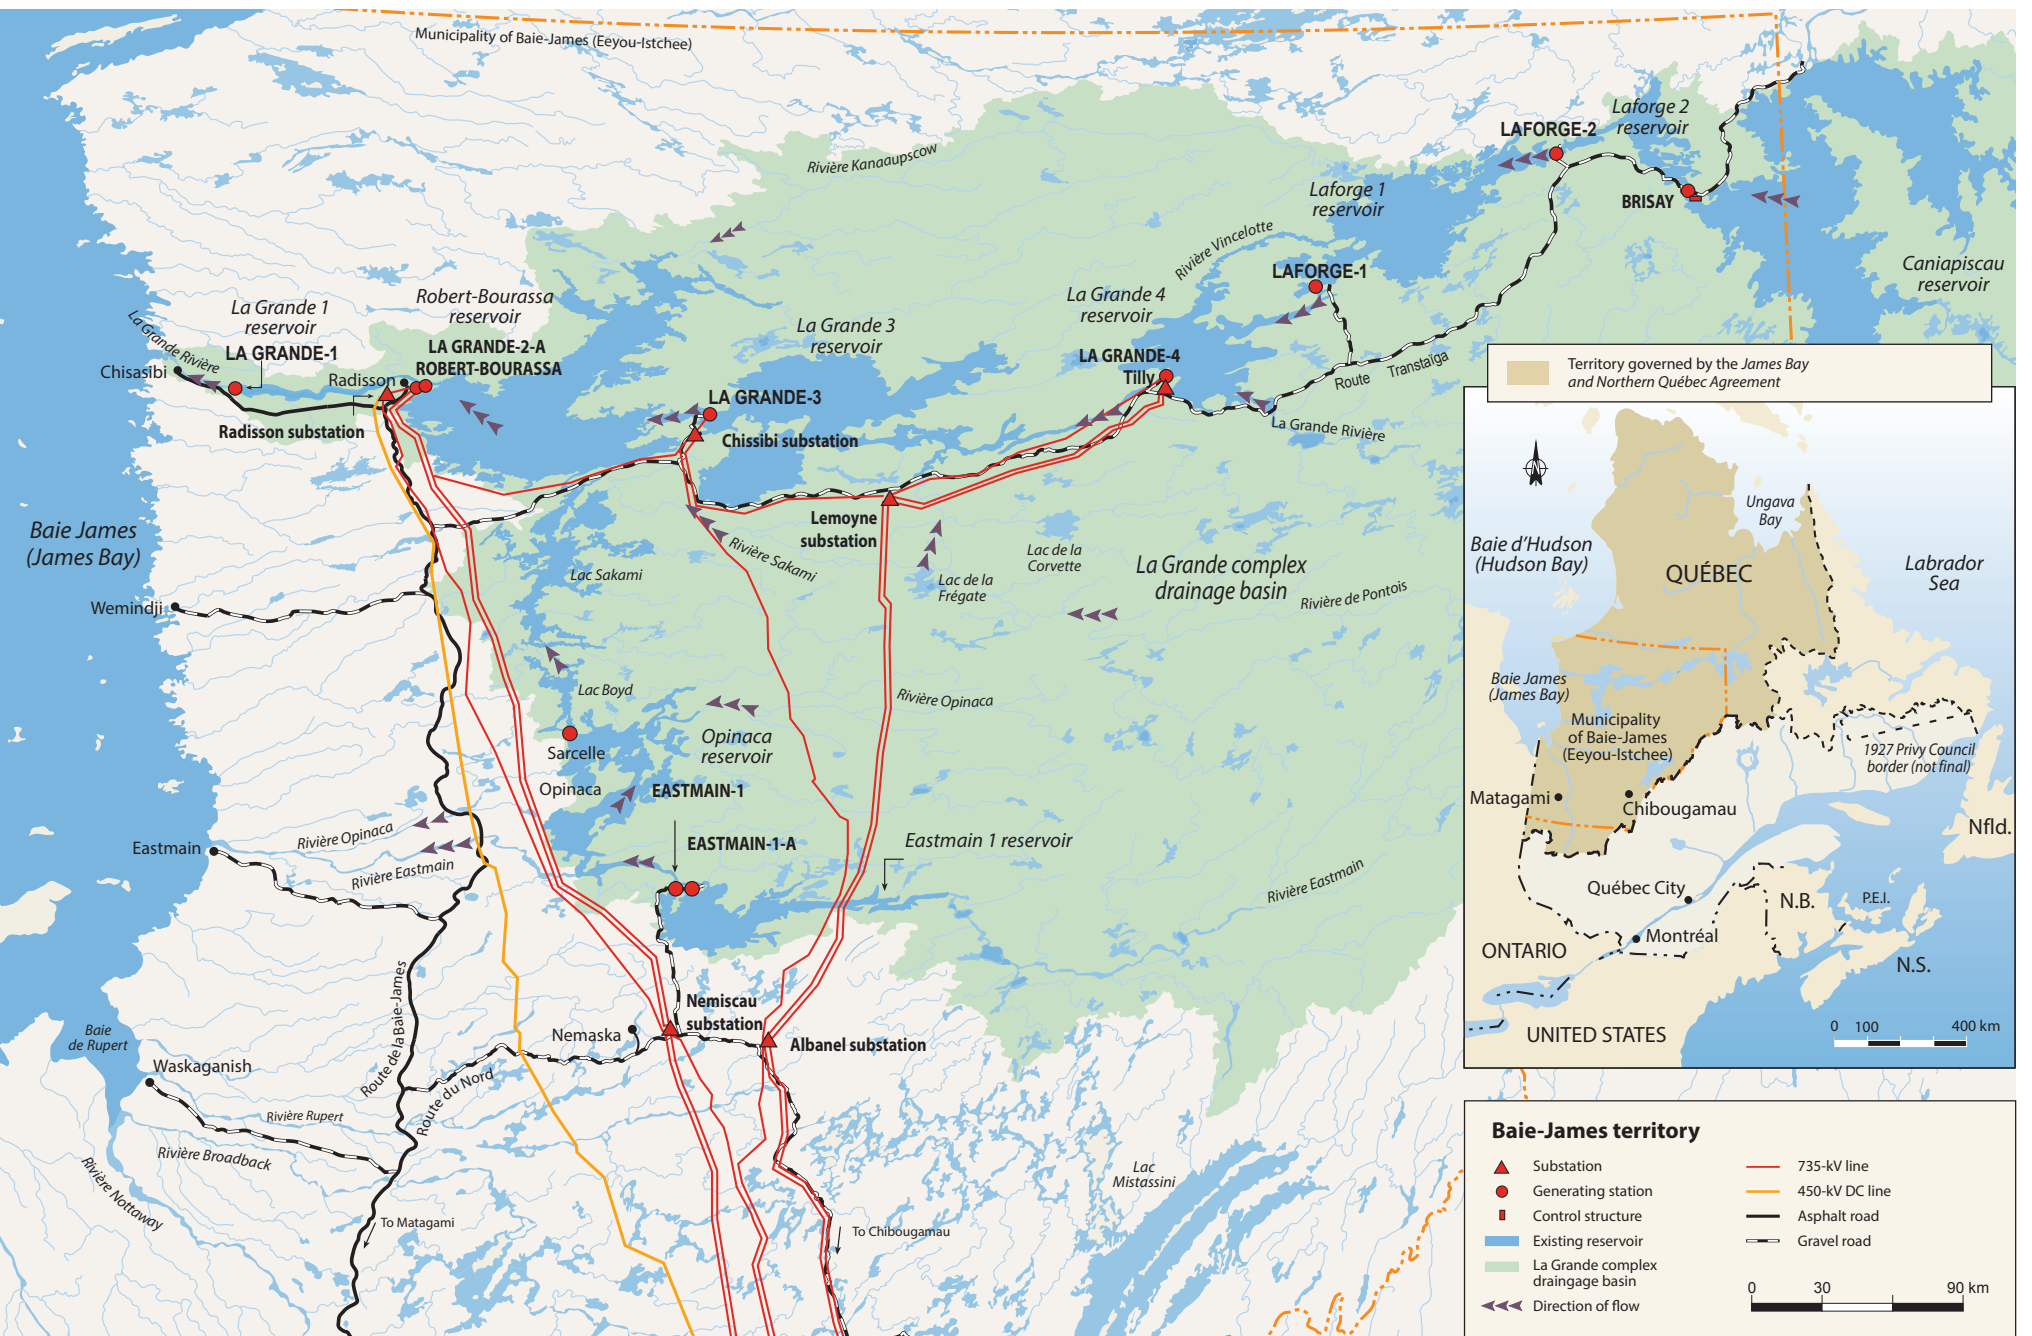 Municipality of Baie-James (Eeyou-Istchee)
Rivière Kanaaupscow
LAFORGE-2
Laforge 2
reservoir
BRISAY
Caniapiscau
reservoir
Laforge 1
reservoir
Rivière Vincelotte
LAFORGE-1
La Grande 4
reservoir
LA GRANDE-4
Tilly
Route Transtaïga
La Grande Rivière
La Grande 3
reservoir
LA GRANDE-3
Chissibi substation
Robert-Bourassa
reservoir
LA GRANDE-2-A
ROBERT-BOURASSA
Radisson
Radisson substation
La Grande 1
reservoir
LA GRANDE-1
La Grande Rivière
Chisasibi
Baie James
(James Bay)
Wemindji
Lac Sakami
Rivière Sakami
Lemoyne
substation
Lac de la
Frégate
Lac de la
Corvette
La Grande complex
drainage basin
Rivière de Pontois
Lac Boyd
Rivière Opinaca
Opinaca
reservoir
Sarcelle
Opinaca
EASTMAIN-1
EASTMAIN-1-A
Eastmain 1 reservoir
Rivière Eastmain
Rivière Opinaca
Eastmain
Rivière Eastmain
Nemiscau
substation
Nemaska
Albanel substation
Baie
de Rupert
Waskaganish
Route de la Baie-James
Route du Nord
Rivière Rupert
Rivière Broadback
Rivière Nottaway
To Matagami
To Chibougamau
Lac
Mistassini
Territory governed by the James Bay
and Northern Québec Agreement
Ungava
Bay
Baie d'Hudson
(Hudson Bay)
QUÉBEC
Labrador
Sea
Baie James
(James Bay)
Municipality
of Baie-James
(Eeyou-Istchee)
1927 Privy Council
border (not final)
Matagami
Chibougamau
Nfld.
Québec City
N.B.
P.E.I.
Montréal
ONTARIO
N.S.
UNITED STATES
0 100 400 km
Baie-James territory
Substation
Generating station
Control structure
Existing reservoir
La Grande complex
draingage basin
Direction of flow
735-kV line
450-kV DC line
Asphalt road
Gravel road
0 30 90 km